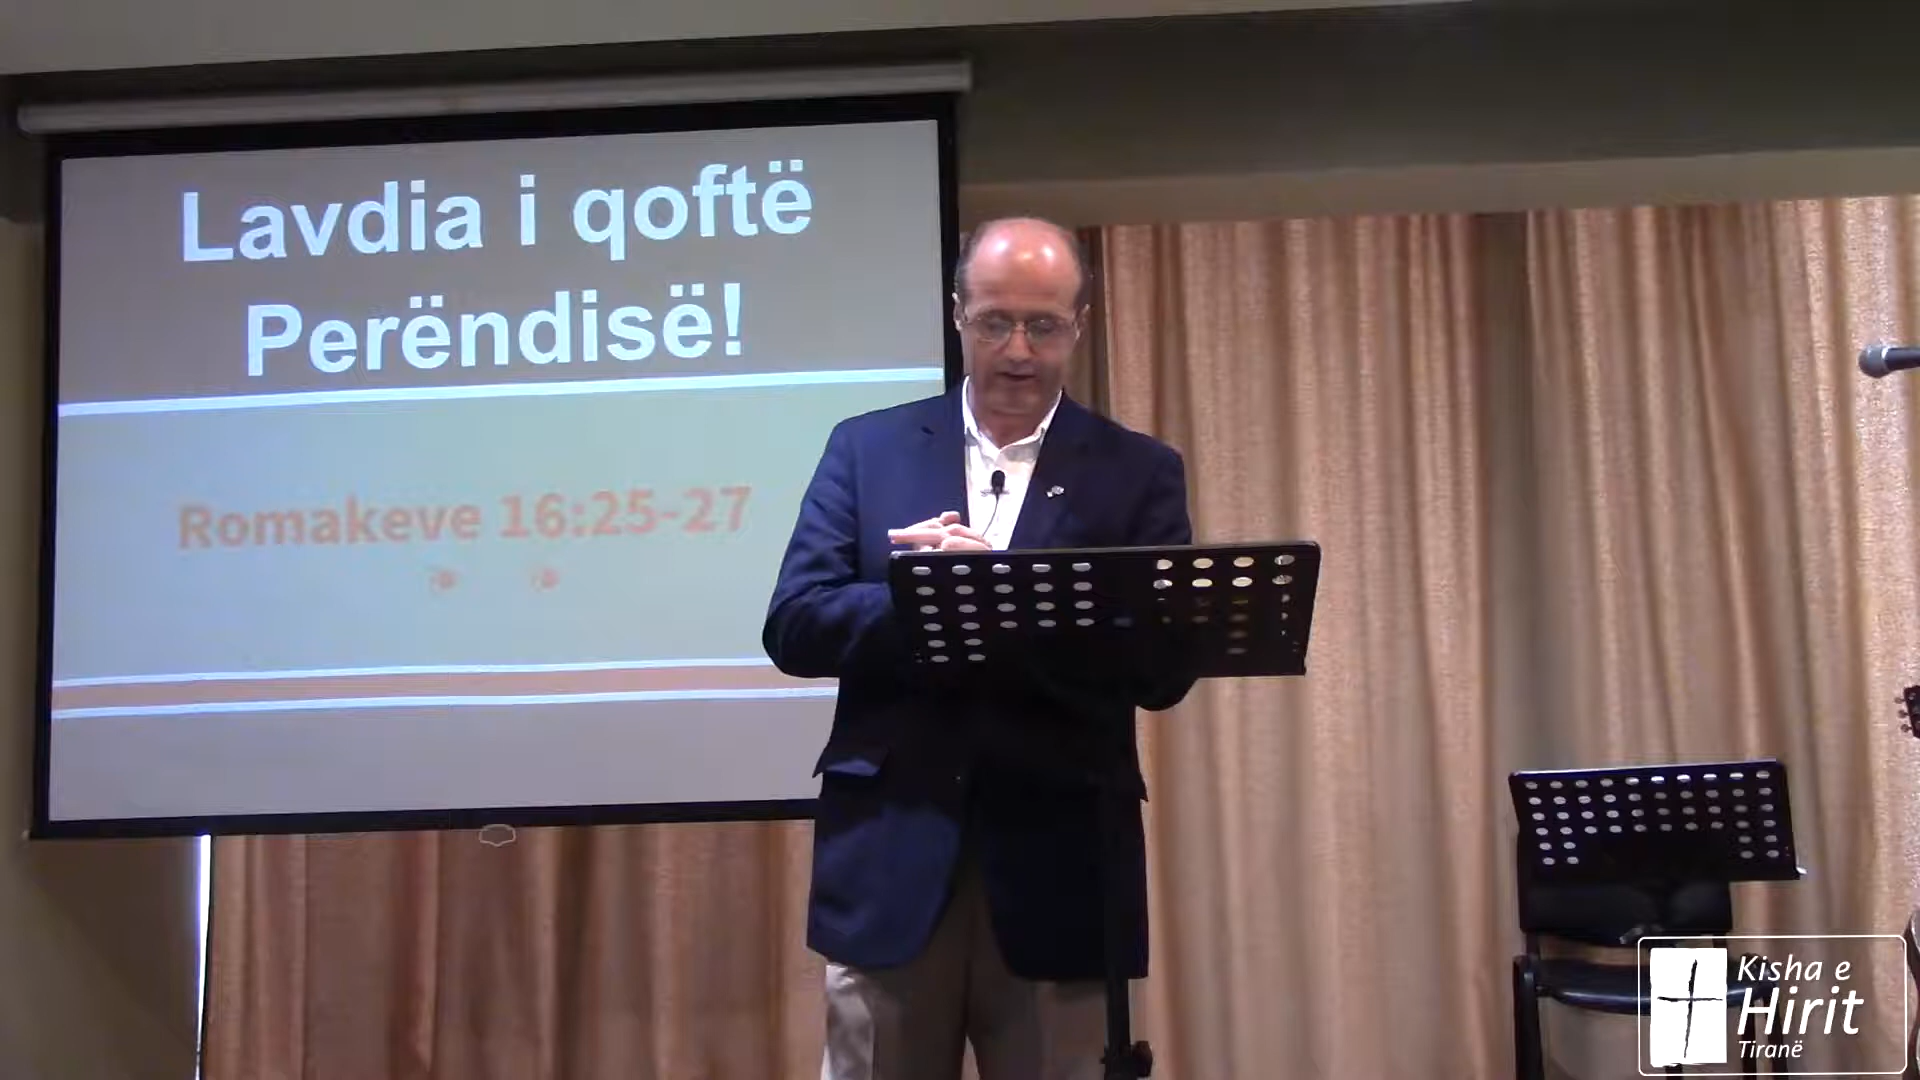 Lavdia i qoftë
Perëndisë!
Romakeve 16:25-27
Kisha e
Hirit
Tiranë